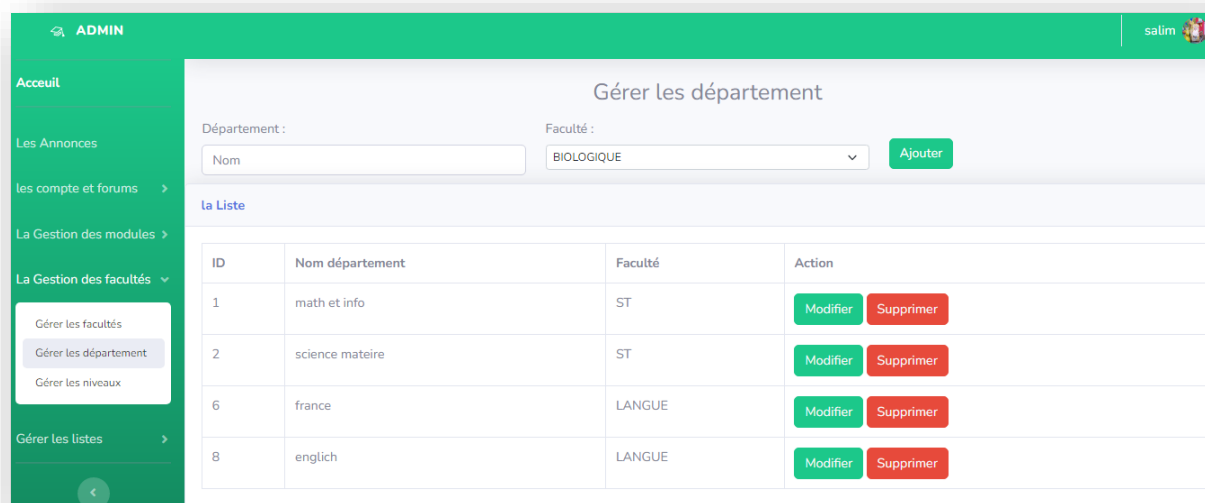 ADMIN
salim
Acceuil
Les Annonces
les compte et forums
La Gestion des modules
La Gestion des facultés
Gérer les facultés
Gérer les département
Gérer les niveaux
Gérer les listes
Gérer les département
Département :
Faculté :
Nom
BIOLOGIQUE
Ajouter
la Liste
ID Nom département Faculté Action
1 math et info ST Modifier Supprimer
2 science mateire ST Modifier Supprimer
6 france LANGUE Modifier Supprimer
8 englich LANGUE Modifier Supprimer